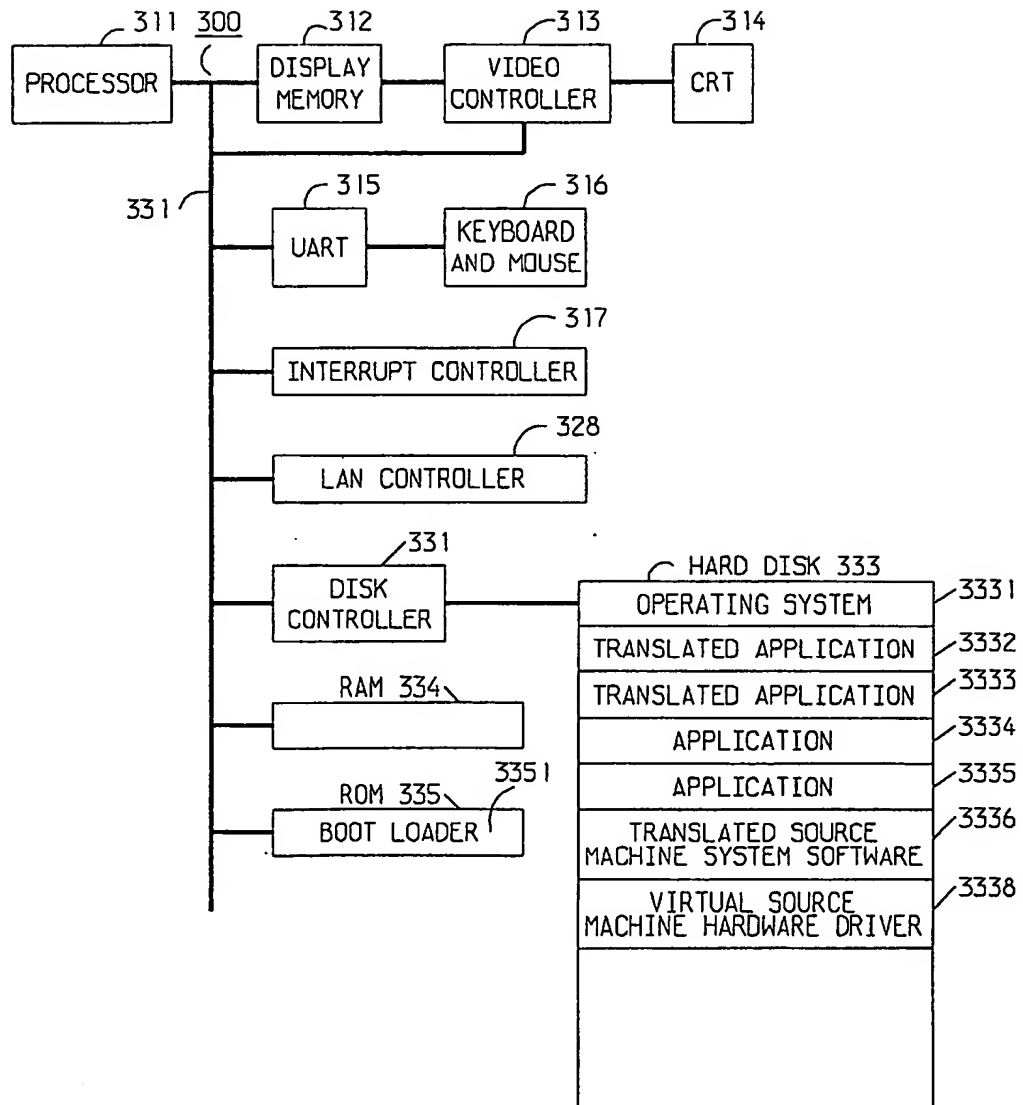 311 300 312 313 314
PROCESSOR
DISPLAY
MEMORY
VIDEO
CONTROLLER
CRT
331
315 316
UART
KEYBOARD
AND MOUSE
317
INTERRUPT CONTROLLER
328
LAN CONTROLLER
331
DISK
CONTROLLER
HARD DISK 333
OPERATING SYSTEM 3331
TRANSLATED APPLICATION 3332
TRANSLATED APPLICATION 3333
APPLICATION 3334
APPLICATION 3335
TRANSLATED SOURCE
MACHINE SYSTEM SOFTWARE 3336
VIRTUAL SOURCE
MACHINE HARDWARE DRIVER 3338
RAM 334
ROM 335 3351
BOOT LOADER